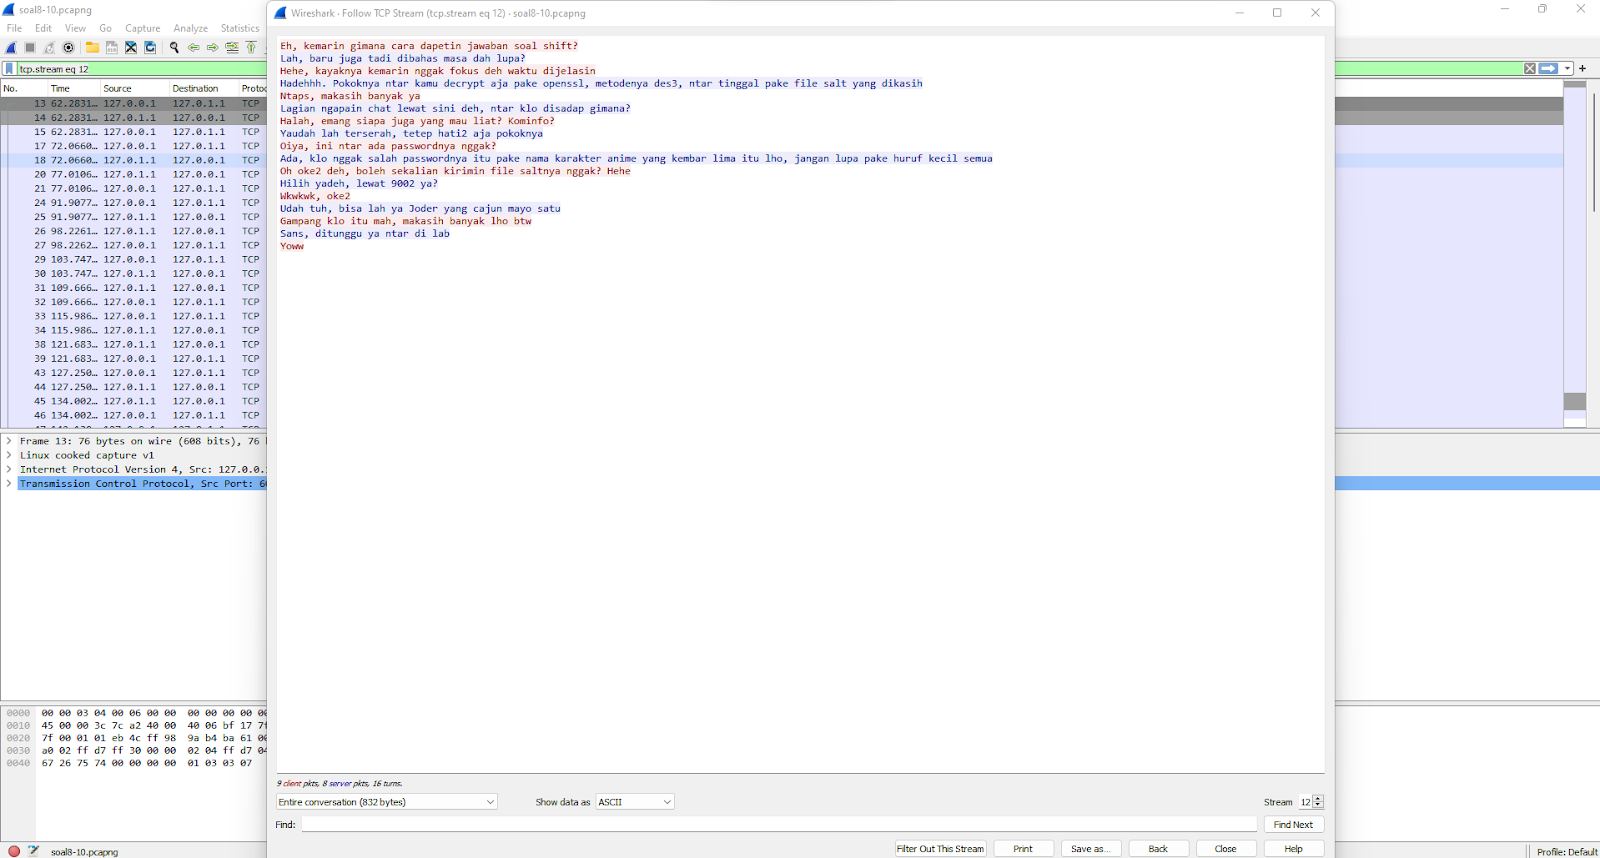 soal8-10.pcapng
File Edit View Go Capture Analyze Statistics
tcp.stream eq 12
No. Time Source Destination Protoc
13 62.2831… 127.0.0.1 127.0.1.1 TCP
14 62.2831… 127.0.1.1 127.0.0.1 TCP
15 62.2831… 127.0.0.1 127.0.1.1 TCP
17 72.0660… 127.0.0.1 127.0.1.1 TCP
18 72.0660… 127.0.1.1 127.0.0.1 TCP
20 77.0106… 127.0.1.1 127.0.0.1 TCP
21 77.0106… 127.0.0.1 127.0.1.1 TCP
24 91.9077… 127.0.0.1 127.0.1.1 TCP
25 91.9077… 127.0.1.1 127.0.0.1 TCP
26 98.2261… 127.0.1.1 127.0.0.1 TCP
27 98.2262… 127.0.0.1 127.0.1.1 TCP
29 103.747… 127.0.0.1 127.0.1.1 TCP
30 103.747… 127.0.1.1 127.0.0.1 TCP
31 109.666… 127.0.1.1 127.0.0.1 TCP
32 109.666… 127.0.0.1 127.0.1.1 TCP
33 115.986… 127.0.0.1 127.0.1.1 TCP
34 115.986… 127.0.1.1 127.0.0.1 TCP
38 121.683… 127.0.1.1 127.0.0.1 TCP
39 121.683… 127.0.0.1 127.0.1.1 TCP
43 127.250… 127.0.0.1 127.0.1.1 TCP
44 127.250… 127.0.1.1 127.0.0.1 TCP
45 134.002… 127.0.1.1 127.0.0.1 TCP
46 134.002… 127.0.0.1 127.0.1.1 TCP
Frame 13: 76 bytes on wire (608 bits), 76
Linux cooked capture v1
Internet Protocol Version 4, Src: 127.0.0.
Transmission Control Protocol, Src Port: 6
0000 00 00 03 04 00 06 00 00 00 00 00 00 00
0010 45 00 00 3c 7c a2 40 00 40 06 bf 17 7f
0020 7f 00 01 01 eb 4c ff 98 9a b4 ba 61 00
0030 a0 02 ff d7 ff 30 00 00 02 04 ff d7 04
0040 67 26 75 74 00 00 00 00 01 03 03 07
soal8-10.pcapng
Wireshark · Follow TCP Stream (tcp.stream eq 12) · soal8-10.pcapng
Eh, kemarin gimana cara dapetin jawaban soal shift?
Lah, baru juga tadi dibahas masa dah lupa?
Hehe, kayaknya kemarin nggak fokus deh waktu dijelasin
Hadehhh. Pokoknya ntar kamu decrypt aja pake openssl, metodenya des3, ntar tinggal pake file salt yang dikasih
Ntaps, makasih banyak ya
Lagian ngapain chat lewat sini deh, ntar klo disadap gimana?
Halah, emang siapa juga yang mau liat? Kominfo?
Yaudah lah terserah, tetep hati2 aja pokoknya
Oiya, ini ntar ada passwordnya nggak?
Ada, klo nggak salah passwordnya itu pake nama karakter anime yang kembar lima itu lho, jangan lupa pake huruf kecil semua
Oh oke2 deh, boleh sekalian kirimin file saltnya nggak? Hehe
Hilih yadeh, lewat 9002 ya?
Wkwkwk, oke2
Udah tuh, bisa lah ya Joder yang cajun mayo satu
Gampang klo itu mah, makasih banyak lho btw
Sans, ditunggu ya ntar di lab
Yoww
9 client pkts, 8 server pkts, 16 turns.
Entire conversation (832 bytes) Show data as ASCII Stream 12
Find: Find Next
Filter Out This Stream Print Save as… Back Close Help
Profile: Default